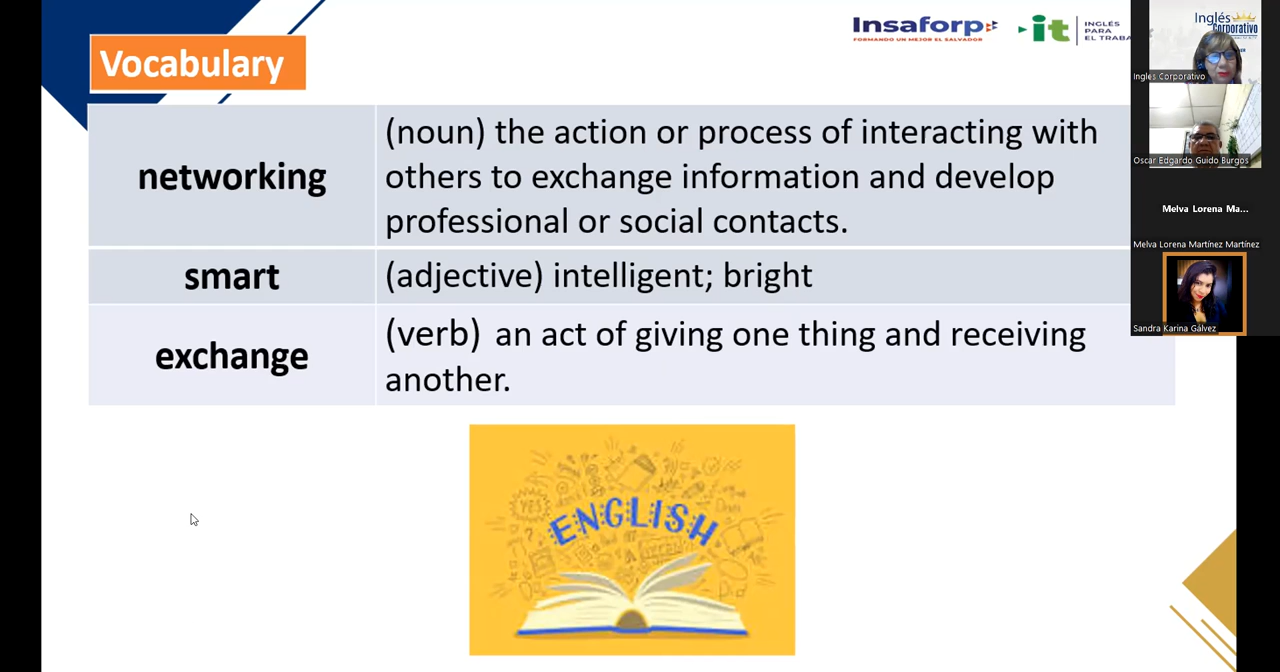 Vocabulary
Insaforp
FORMANDO UN MEJOR EL SALVADOR
it
INGLÉS
PARA
EL TRABA
networking
(noun) the action or process of interacting with
others to exchange information and develop
professional or social contacts.
smart
(adjective) intelligent; bright
exchange
(verb) an act of giving one thing and receiving
another.
YES
ENGLISH
Inglés
Corporativo
Ingles Corporativo
Oscar Edgardo Guido Burgos
Melva Lorena Ma...
Melva Lorena Martínez Martínez
Sandra Karina Gálvez